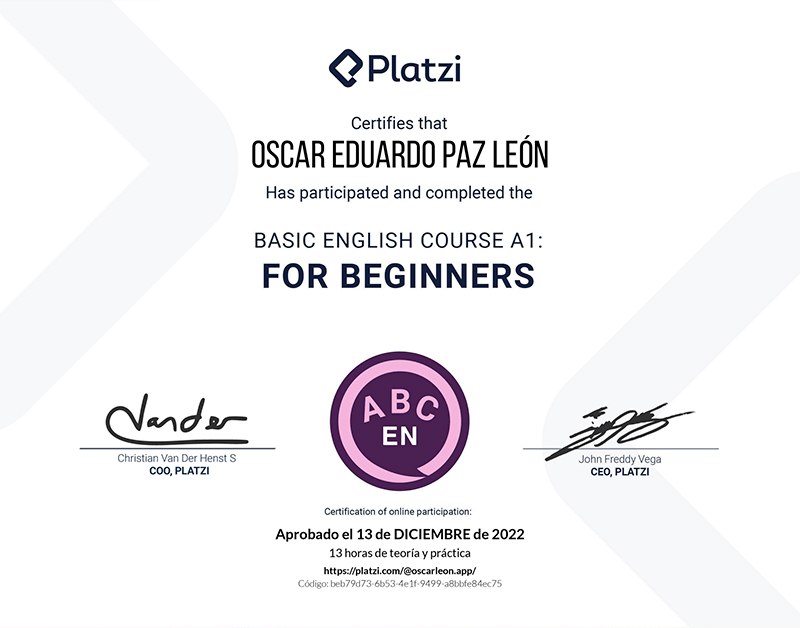 Platzi
Certifies that
OSCAR EDUARDO PAZ LEÓN
Has participated and completed the
BASIC ENGLISH COURSE A1:
FOR BEGINNERS
Vander
Christian Van Der Henst S
COO, PLATZI
ABC
EN
John Freddy Vega
CEO, PLATZI
Certification of online participation:
Aprobado el 13 de DICIEMBRE de 2022
13 horas de teoría y práctica
https://platzi.com/@oscarleon.app/
Código: beb79d73-6b53-4e1f-9499-a8bbfe84ec75